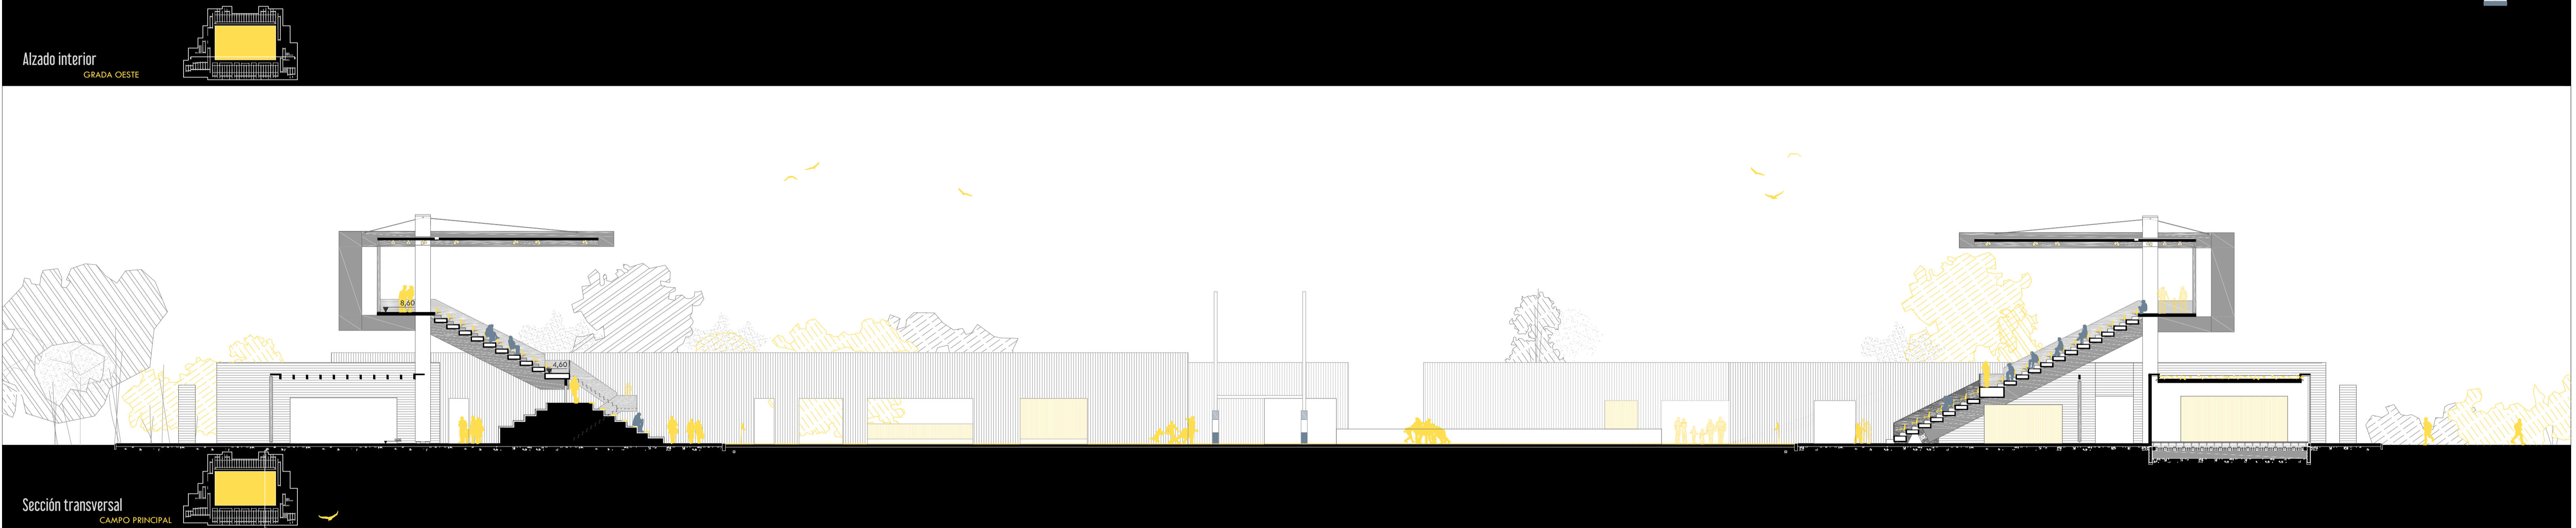 Alzado interior
GRADA OESTE
8,60
4,60
Sección transversal
CAMPO PRINCIPAL